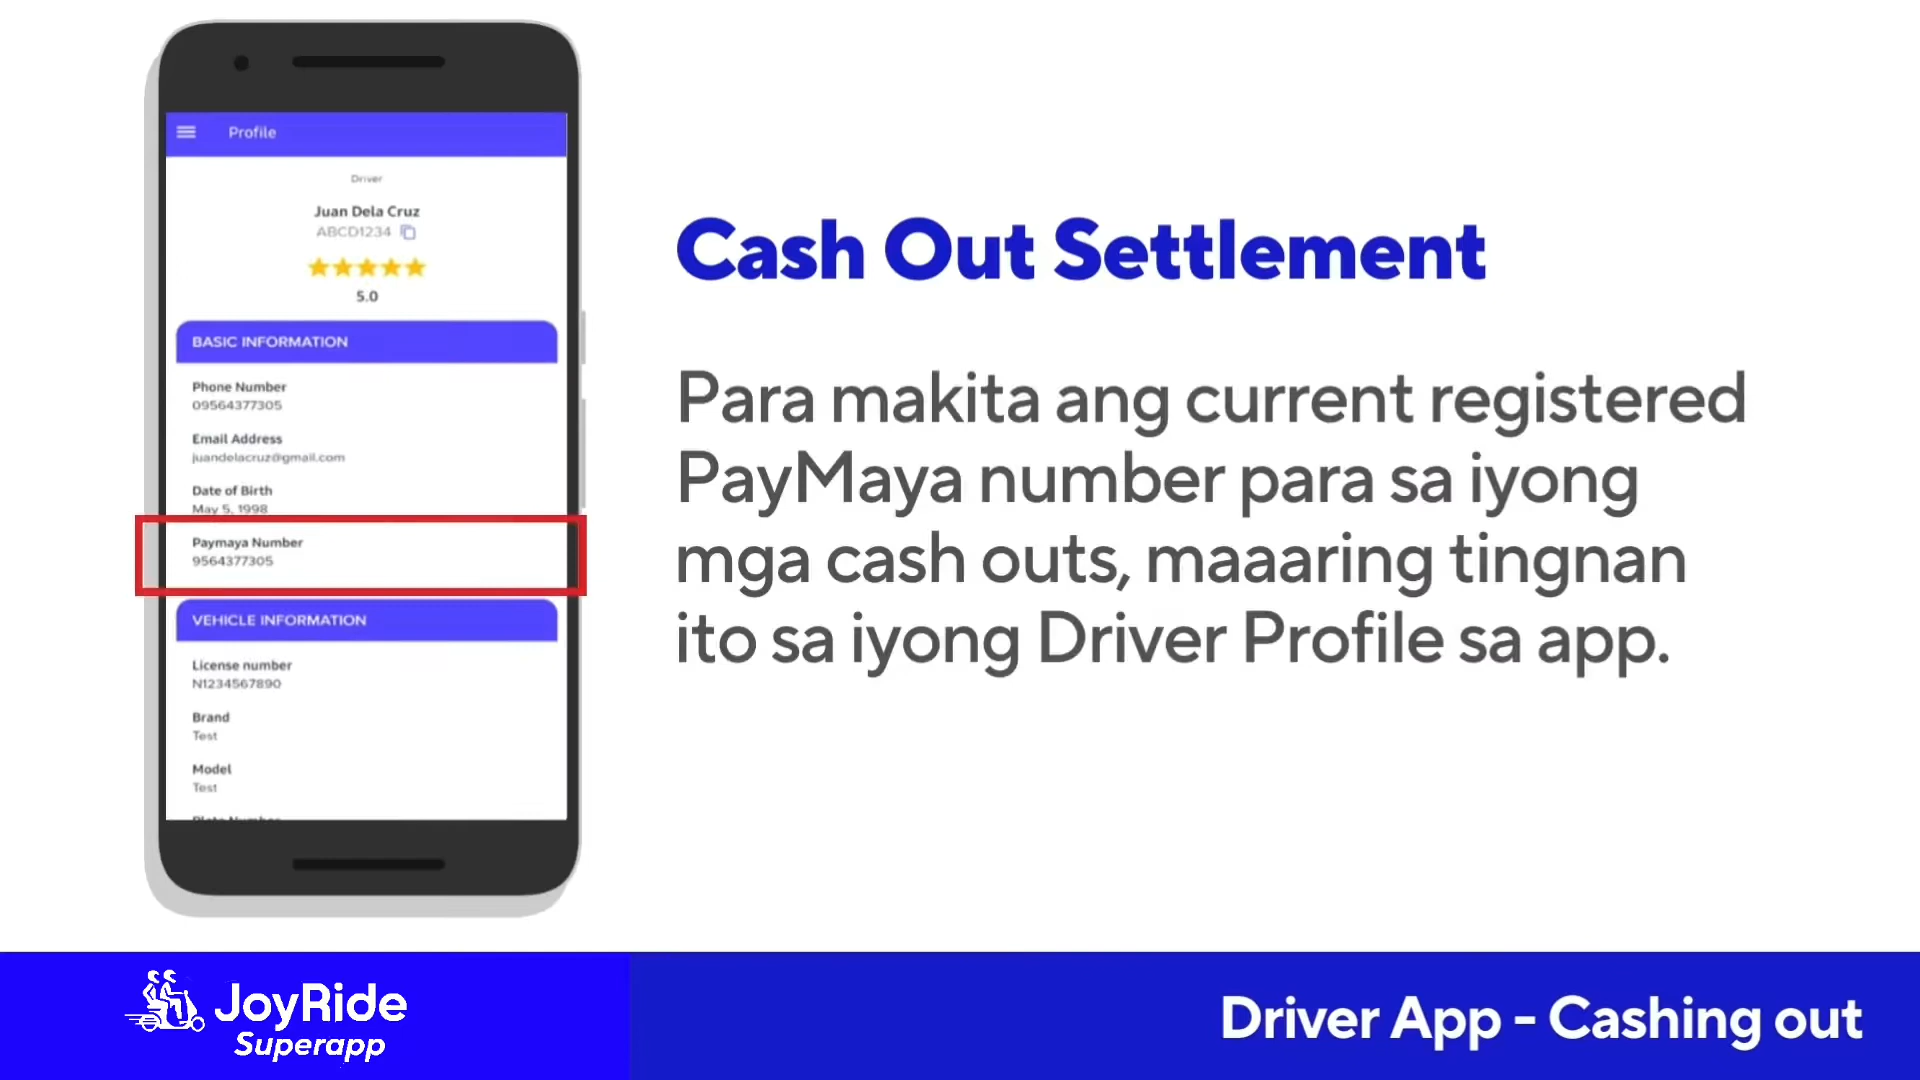 Profile
Driver
Juan Dela Cruz
ABCD1234
5.0
BASIC INFORMATION
Phone Number
09564377305
Email Address
juandelacruz@gmail.com
Date of Birth
May 5, 1998
Paymaya Number
9564377305
VEHICLE INFORMATION
License number
N1234567890
Brand
Test
Model
Test
Plate Number
Cash Out Settlement
Para makita ang current registered
PayMaya number para sa iyong
mga cash outs, maaaring tingnan
ito sa iyong Driver Profile sa app.
JoyRide
Superapp
Driver App - Cashing out